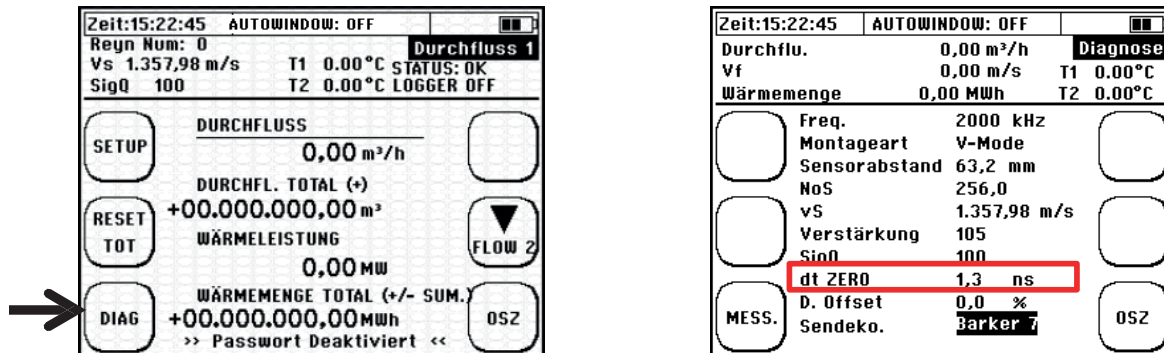 Zeit:15:22:45 AUTOWINDOW: OFF
Reyn Num: 0 Durchfluss 1
Vs 1.357,98 m/s T1 0.00°C STATUS: OK
SigQ 100 T2 0.00°C LOGGER OFF
DURCHFLUSS
SETUP
0,00 m³/h
DURCHFL. TOTAL (+)
RESET TOT
+00.000.000,00 m³
WÄRMELEISTUNG
FLOW 2
0,00 MW
WÄRMEMENGE TOTAL (+/- SUM.)
DIAG
+00.000.000,00 MWh
OSZ
>> Passwort Deaktiviert <<
Zeit:15:22:45 AUTOWINDOW: OFF
Durchflu. 0,00 m³/h Diagnose
Vf 0,00 m/s T1 0.00°C
Wärmemenge 0,00 MWh T2 0.00°C
Freq. 2000 kHz
Montageart V-Mode
Sensorabstand 63,2 mm
NoS 256,0
vS 1.357,98 m/s
Verstärkung 105
SigQ 100
dt ZERO 1,3 ns
D. Offset 0,0 %
MESS.
Sendeko. Barker 7
OSZ